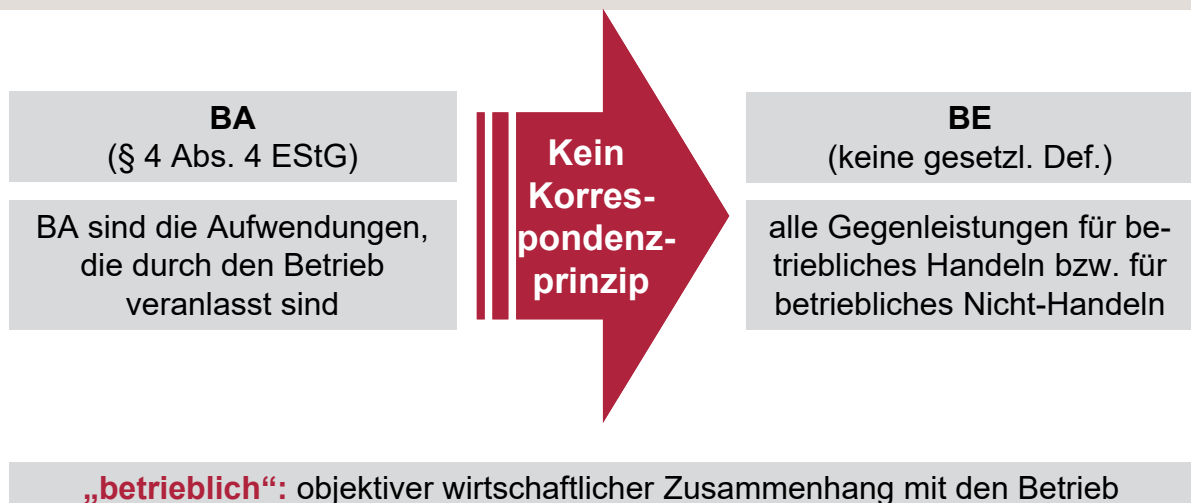 BA
(§ 4 Abs. 4 EStG)
BA sind die Aufwendungen,
die durch den Betrieb
veranlasst sind
Kein
Korres-
pondenz-
prinzip
BE
(keine gesetzl. Def.)
alle Gegenleistungen für be-
triebliches Handeln bzw. für
betriebliches Nicht-Handeln
„betrieblich“: objektiver wirtschaftlicher Zusammenhang mit den Betrieb